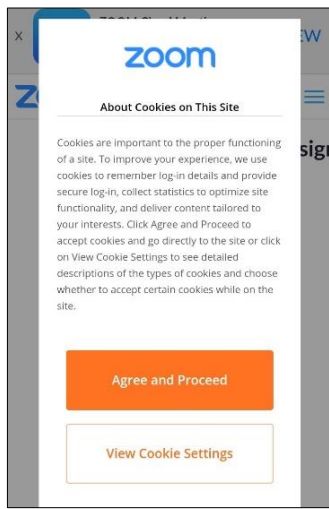 x
EW
zoom
Z
About Cookies on This Site
sign
Cookies are important to the proper functioning
of a site. To improve your experience, we use
cookies to remember log-in details and provide
secure log-in, collect statistics to optimize site
functionality, and deliver content tailored to
your interests. Click Agree and Proceed to
accept cookies and go directly to the site or click
on View Cookie Settings to see detailed
descriptions of the types of cookies and choose
whether to accept certain cookies while on the
site.
Agree and Proceed
View Cookie Settings